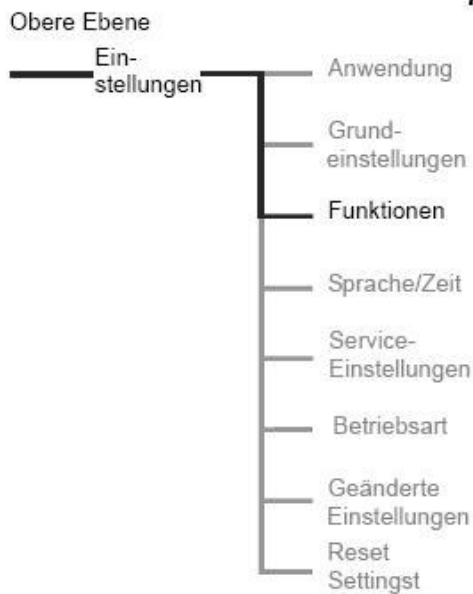 Obere Ebene
Ein-
stellungen
Anwendung
Grund-
einstellungen
Funktionen
Sprache/Zeit
Service-
Einstellungen
Betriebsart
Geänderte
Einstellungen
Reset
Settingst